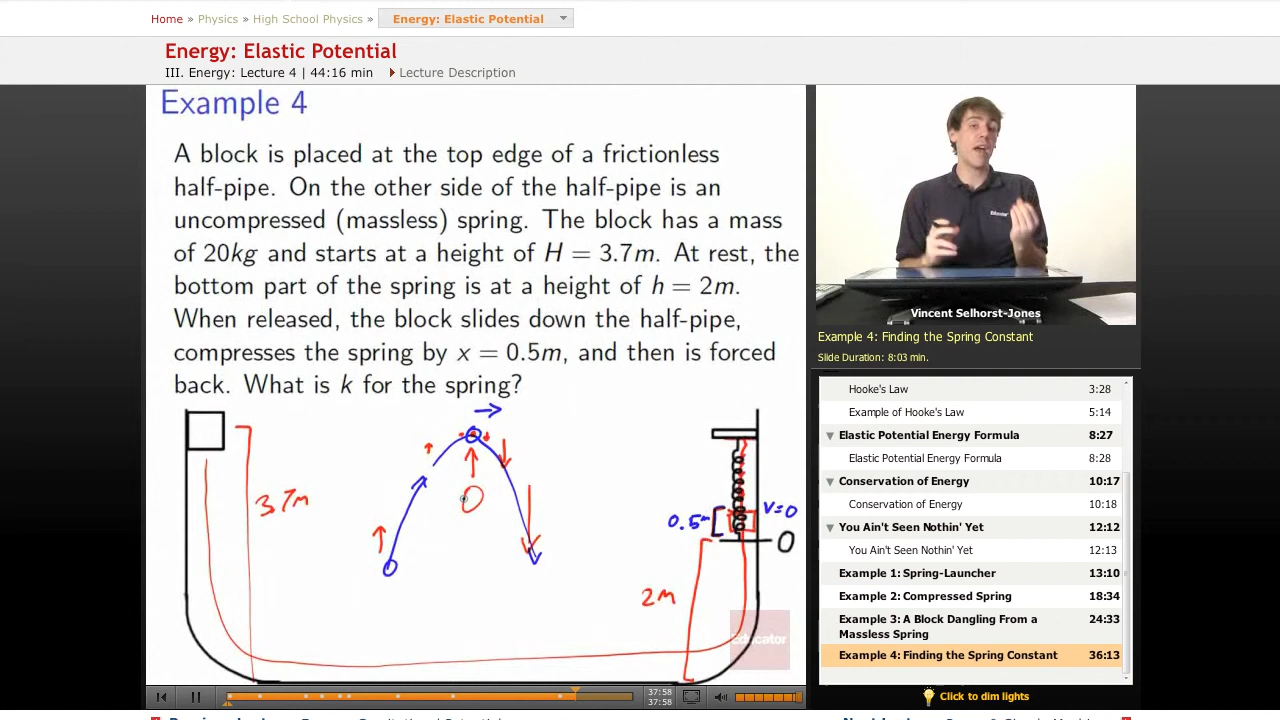 Home » Physics » High School Physics » Energy: Elastic Potential
Energy: Elastic Potential
III. Energy: Lecture 4 | 44:16 min Lecture Description
Example 4
A block is placed at the top edge of a frictionless
half-pipe. On the other side of the half-pipe is an
uncompressed (massless) spring. The block has a mass
of 20kg and starts at a height of H = 3.7m. At rest, the
bottom part of the spring is at a height of h = 2m.
When released, the block slides down the half-pipe,
compresses the spring by x = 0.5m, and then is forced
back. What is k for the spring?
3.7m
0
0.5m
v=0
0
2m
Educator
37:58
37:58
Educator
Vincent Selhorst-Jones
Example 4: Finding the Spring Constant
Slide Duration: 8:03 min.
Hooke's Law 3:28
Example of Hooke's Law 5:14
Elastic Potential Energy Formula 8:27
Elastic Potential Energy Formula 8:28
Conservation of Energy 10:17
Conservation of Energy 10:18
You Ain't Seen Nothin' Yet 12:12
You Ain't Seen Nothin' Yet 12:13
Example 1: Spring-Launcher 13:10
Example 2: Compressed Spring 18:34
Example 3: A Block Dangling From a 24:33
Massless Spring
Example 4: Finding the Spring Constant 36:13
Click to dim lights